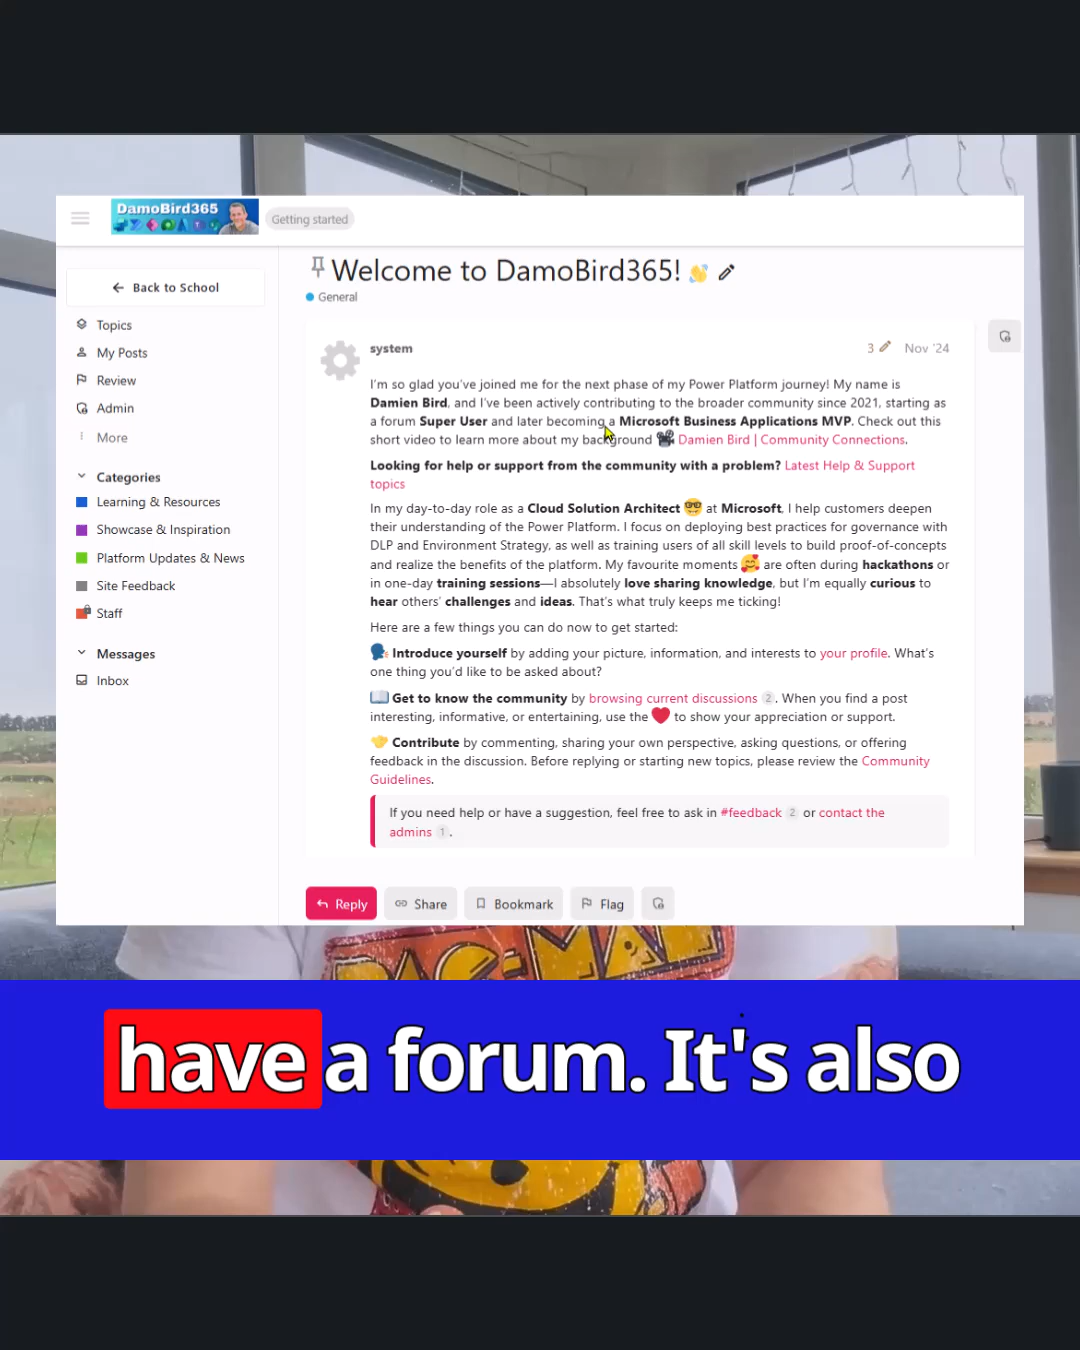 DamoBird365
Getting started
Back to School
Topics
My Posts
Review
Admin
More
Categories
Learning & Resources
Showcase & Inspiration
Platform Updates & News
Site Feedback
Staff
Messages
Inbox
Welcome to DamoBird365! 👋
General
system
3
Nov '24
I'm so glad you've joined me for the next phase of my Power Platform journey! My name is
Damien Bird, and I've been actively contributing to the broader community since 2021, starting as
a forum Super User and later becoming a Microsoft Business Applications MVP. Check out this
short video to learn more about my background 📽️ Damien Bird | Community Connections.
Looking for help or support from the community with a problem? Latest Help & Support
topics
In my day-to-day role as a Cloud Solution Architect 🤓 at Microsoft, I help customers deepen
their understanding of the Power Platform. I focus on deploying best practices for governance with
DLP and Environment Strategy, as well as training users of all skill levels to build proof-of-concepts
and realize the benefits of the platform. My favourite moments 🥰 are often during hackathons or
in one-day training sessions—I absolutely love sharing knowledge, but I'm equally curious to
hear others' challenges and ideas. That's what truly keeps me ticking!
Here are a few things you can do now to get started:
🗣️ Introduce yourself by adding your picture, information, and interests to your profile. What's
one thing you'd like to be asked about?
📖 Get to know the community by browsing current discussions 2. When you find a post
interesting, informative, or entertaining, use the ❤️ to show your appreciation or support.
🤝 Contribute by commenting, sharing your own perspective, asking questions, or offering
feedback in the discussion. Before replying or starting new topics, please review the Community
Guidelines.
If you need help or have a suggestion, feel free to ask in #feedback 2 or contact the
admins 1.
Reply
Share
Bookmark
Flag
PAC-MAN
have a forum. It's also